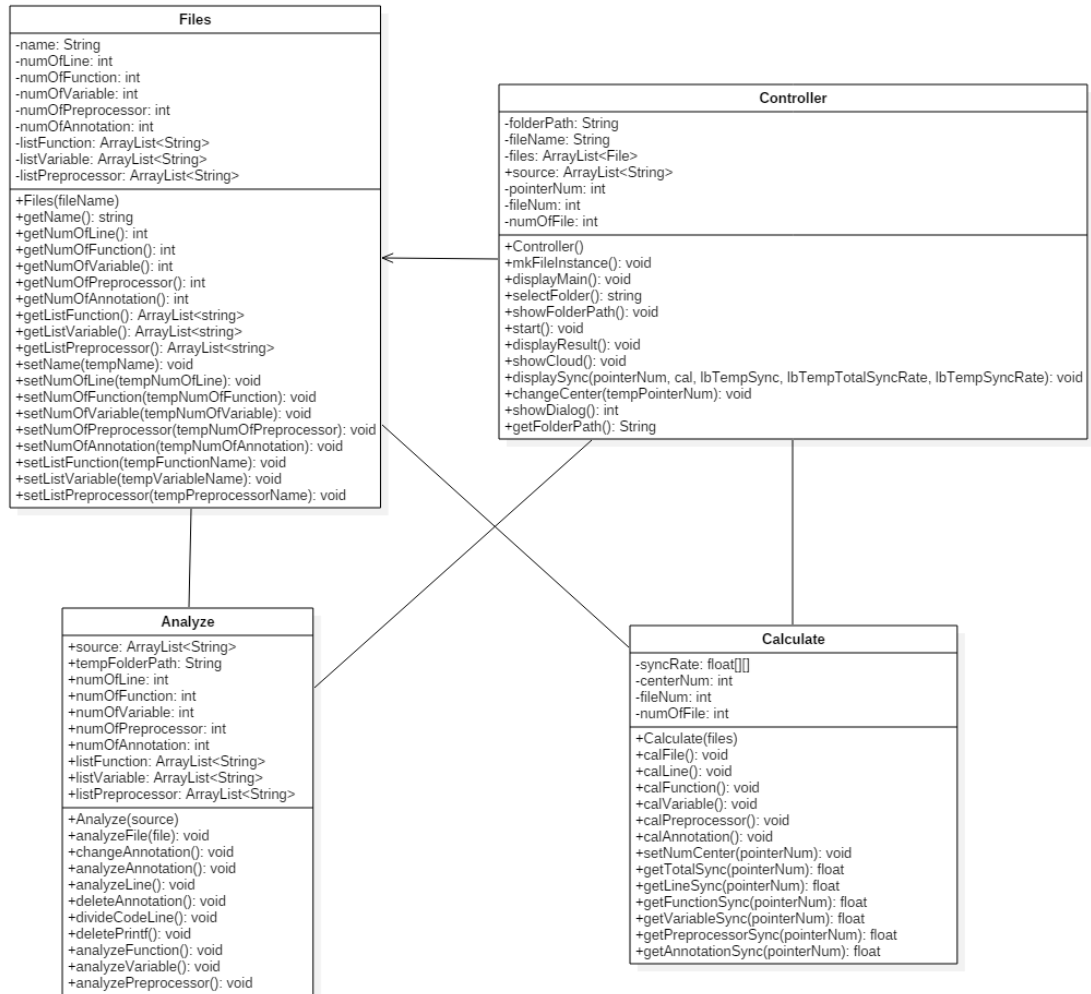 Files
-name: String
-numOfLine: int
-numOfFunction: int
-numOfVariable: int
-numOfPreprocessor: int
-numOfAnnotation: int
-listFunction: ArrayList<String>
-listVariable: ArrayList<String>
-listPreprocessor: ArrayList<String>
+Files(fileName)
+getName(): string
+getNumOfLine(): int
+getNumOfFunction(): int
+getNumOfVariable(): int
+getNumOfPreprocessor(): int
+getNumOfAnnotation(): int
+getListFunction(): ArrayList<string>
+getListVariable(): ArrayList<string>
+getListPreprocessor(): ArrayList<string>
+setName(tempName): void
+setNumOfLine(tempNumOfLine): void
+setNumOfFunction(tempNumOfFunction): void
+setNumOfVariable(tempNumOfVariable): void
+setNumOfPreprocessor(tempNumOfPreprocessor): void
+setNumOfAnnotation(tempNumOfAnnotation): void
+setListFunction(tempFunctionName): void
+setListVariable(tempVariableName): void
+setListPreprocessor(tempPreprocessorName): void
Controller
-folderPath: String
-fileName: String
-files: ArrayList<File>
+source: ArrayList<String>
-pointerNum: int
-fileNum: int
-numOfFile: int
+Controller()
+mkFileInstance(): void
+displayMain(): void
+selectFolder(): string
+showFolderPath(): void
+start(): void
+displayResult(): void
+showCloud(): void
+displaySync(pointerNum, cal, lbTempSync, lbTempTotalSyncRate, lbTempSyncRate): void
+changeCenter(tempPointerNum): void
+showDialog(): int
+getFolderPath(): String
Analyze
+source: ArrayList<String>
+tempFolderPath: String
+numOfLine: int
+numOfFunction: int
+numOfVariable: int
+numOfPreprocessor: int
+numOfAnnotation: int
+listFunction: ArrayList<String>
+listVariable: ArrayList<String>
+listPreprocessor: ArrayList<String>
+Analyze(source)
+analyzeFile(file): void
+changeAnnotation(): void
+analyzeAnnotation(): void
+analyzeLine(): void
+deleteAnnotation(): void
+divideCodeLine(): void
+deletePrintf(): void
+analyzeFunction(): void
+analyzeVariable(): void
+analyzePreprocessor(): void
Calculate
-syncRate: float[][]
-centerNum: int
-fileNum: int
-numOfFile: int
+Calculate(files)
+calFile(): void
+calLine(): void
+calFunction(): void
+calVariable(): void
+calPreprocessor(): void
+calAnnotation(): void
+setNumCenter(pointerNum): void
+getTotalSync(pointerNum): float
+getLineSync(pointerNum): float
+getFunctionSync(pointerNum): float
+getVariableSync(pointerNum): float
+getPreprocessorSync(pointerNum): float
+getAnnotationSync(pointerNum): float